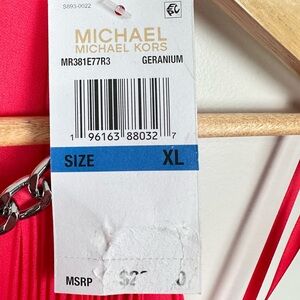 S893-0022
MICHAEL
MICHAEL KORS
MR381E77R3 GERANIUM
1 96163 88032 7
SIZE XL
MSRP